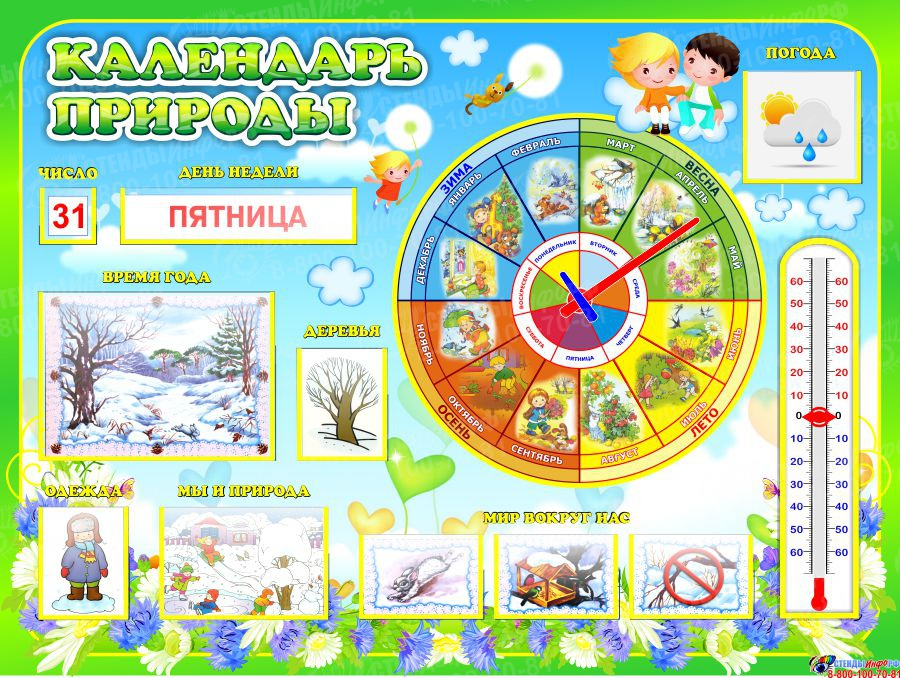 КАЛЕНДАРЬ
ПРИРОДЫ
ПОГОДА
ЧИСЛО
31
ДЕНЬ НЕДЕЛИ
ПЯТНИЦА
ВРЕМЯ ГОДА
ДЕРЕВЬЯ
ЗИМА
ДЕКАБРЬ
ЯНВАРЬ
ФЕВРАЛЬ
ВЕСНА
МАРТ
АПРЕЛЬ
МАЙ
ЛЕТО
ИЮНЬ
ИЮЛЬ
АВГУСТ
ОСЕНЬ
СЕНТЯБРЬ
ОКТЯБРЬ
НОЯБРЬ
ПОНЕДЕЛЬНИК
ВТОРНИК
СРЕДА
ЧЕТВЕРГ
ПЯТНИЦА
СУББОТА
ВОСКРЕСЕНЬЕ
60 60
50 50
40 40
30 30
20 20
10 10
0 0
10 10
20 20
30 30
40 40
50 50
60 60
ОДЕЖДА
МЫ И ПРИРОДА
МИР ВОКРУГ НАС
СТЕНДЫИнфо.РФ
8-800-100-70-81